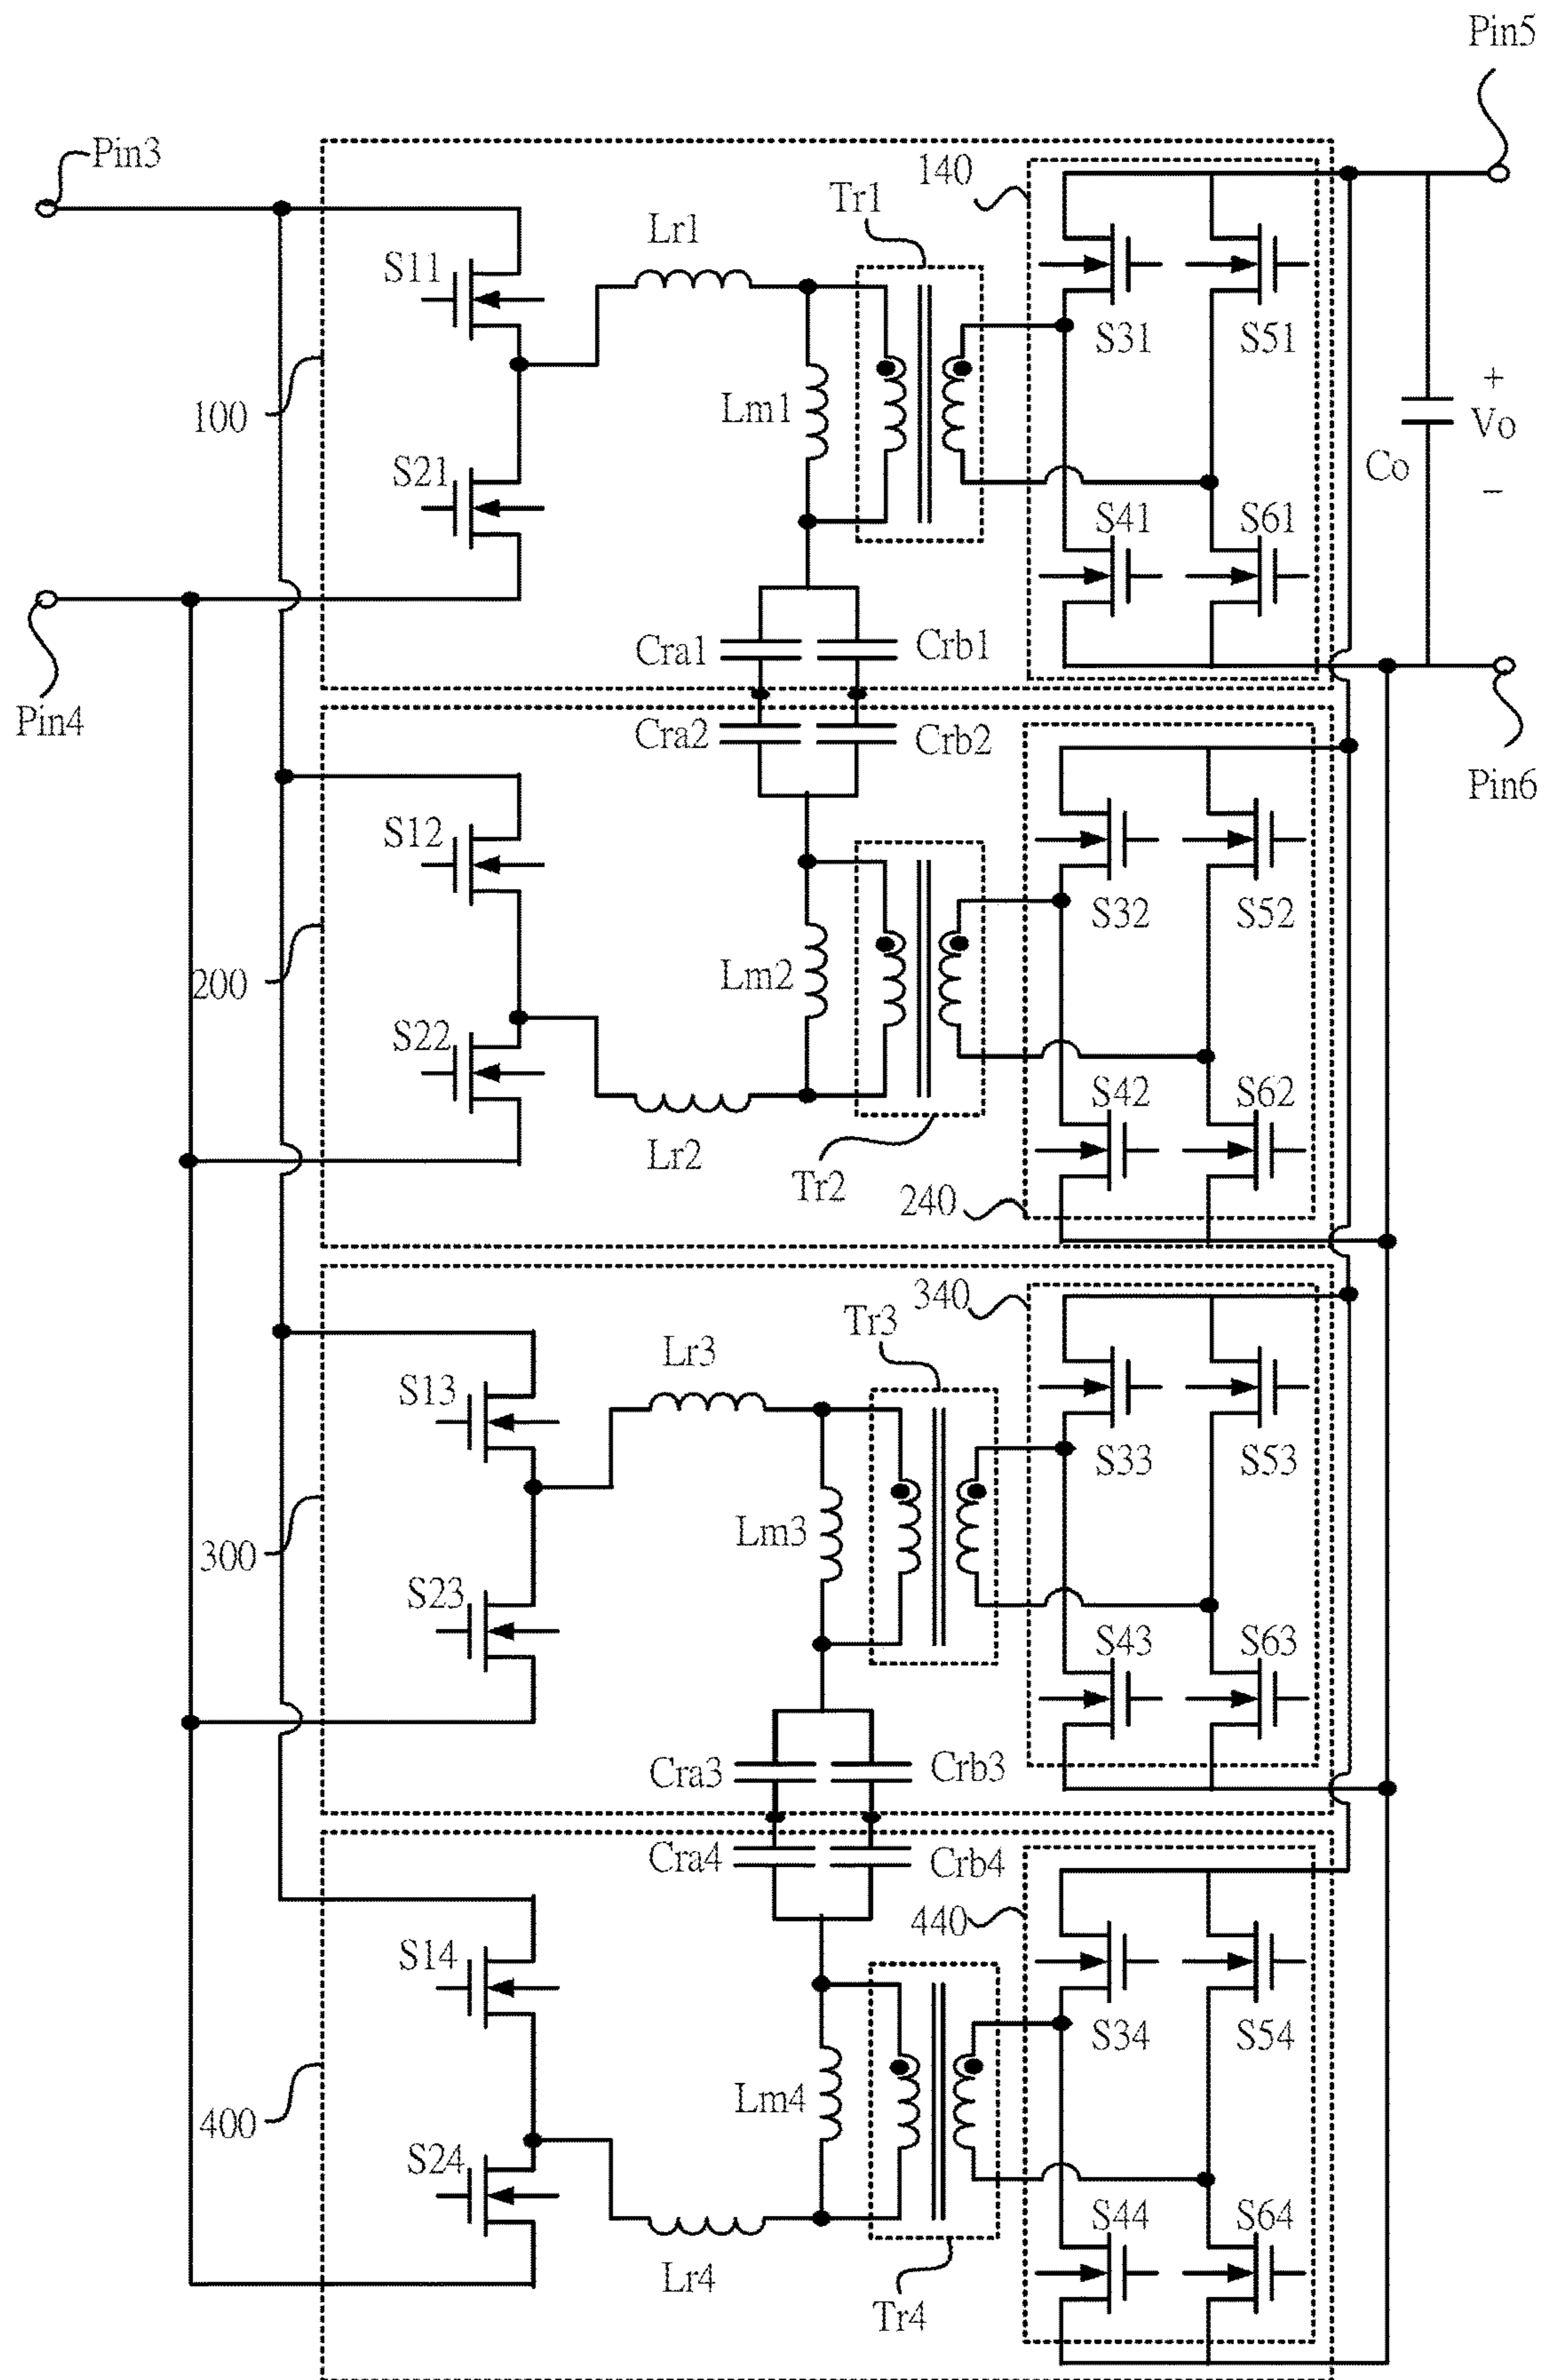 Pin5
Pin3
140
Tr1
Lr1
S11
S31
S51
+
100
Lm1
Vo
Co
S21
−
S41
S61
Cra1
Crb1
Pin4
Cra2
Crb2
Pin6
S12
S32
S52
200
Lm2
S22
S42
S62
Lr2
Tr2
240
340
Tr3
Lr3
S13
S33
S53
300
Lm3
S23
S43
S63
Cra3
Crb3
Cra4
Crb4
440
S14
S34
S54
400
Lm4
S24
S44
S64
Lr4
Tr4